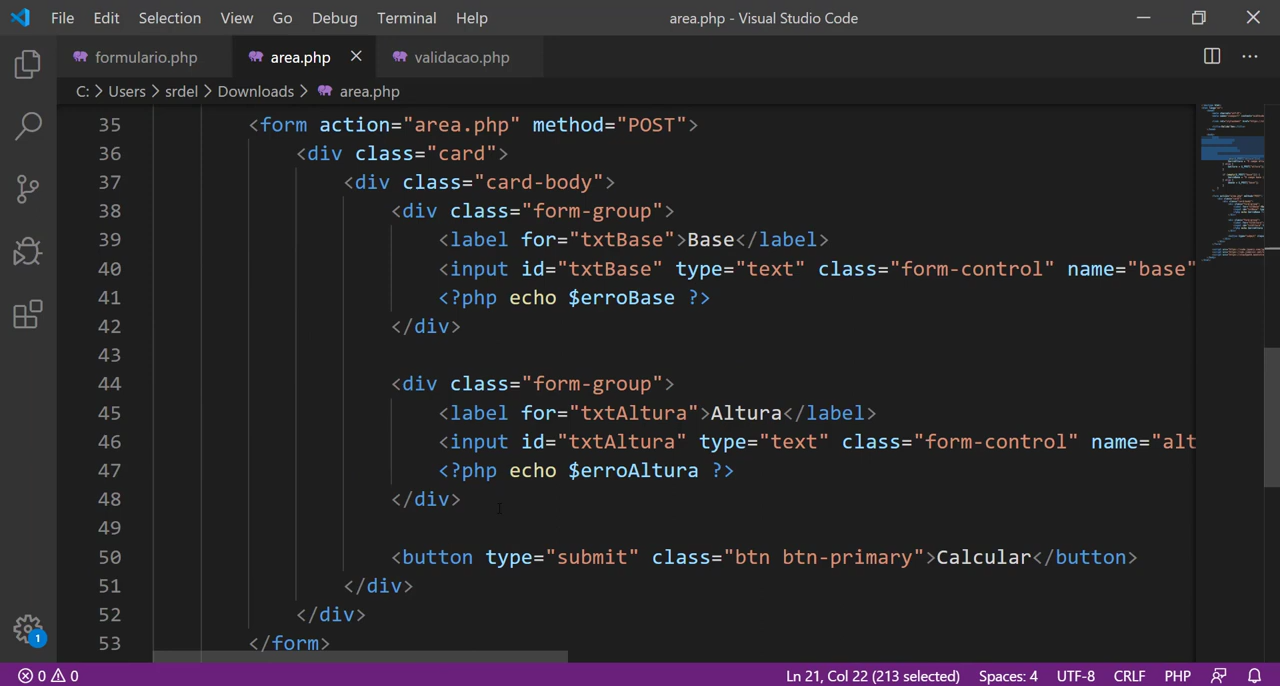 File Edit Selection View Go Debug Terminal Help area.php - Visual Studio Code
formulario.php area.php validacao.php
C: > Users > srdel > Downloads > area.php
35 <form action="area.php" method="POST">
36 <div class="card">
37 <div class="card-body">
38 <div class="form-group">
39 <label for="txtBase">Base</label>
40 <input id="txtBase" type="text" class="form-control" name="base"
41 <?php echo $erroBase ?>
42 </div>
43
44 <div class="form-group">
45 <label for="txtAltura">Altura</label>
46 <input id="txtAltura" type="text" class="form-control" name="alt
47 <?php echo $erroAltura ?>
48 </div>
49
50 <button type="submit" class="btn btn-primary">Calcular</button>
51 </div>
52 </div>
53 </form>
1
0 0 Ln 21, Col 22 (213 selected) Spaces: 4 UTF-8 CRLF PHP